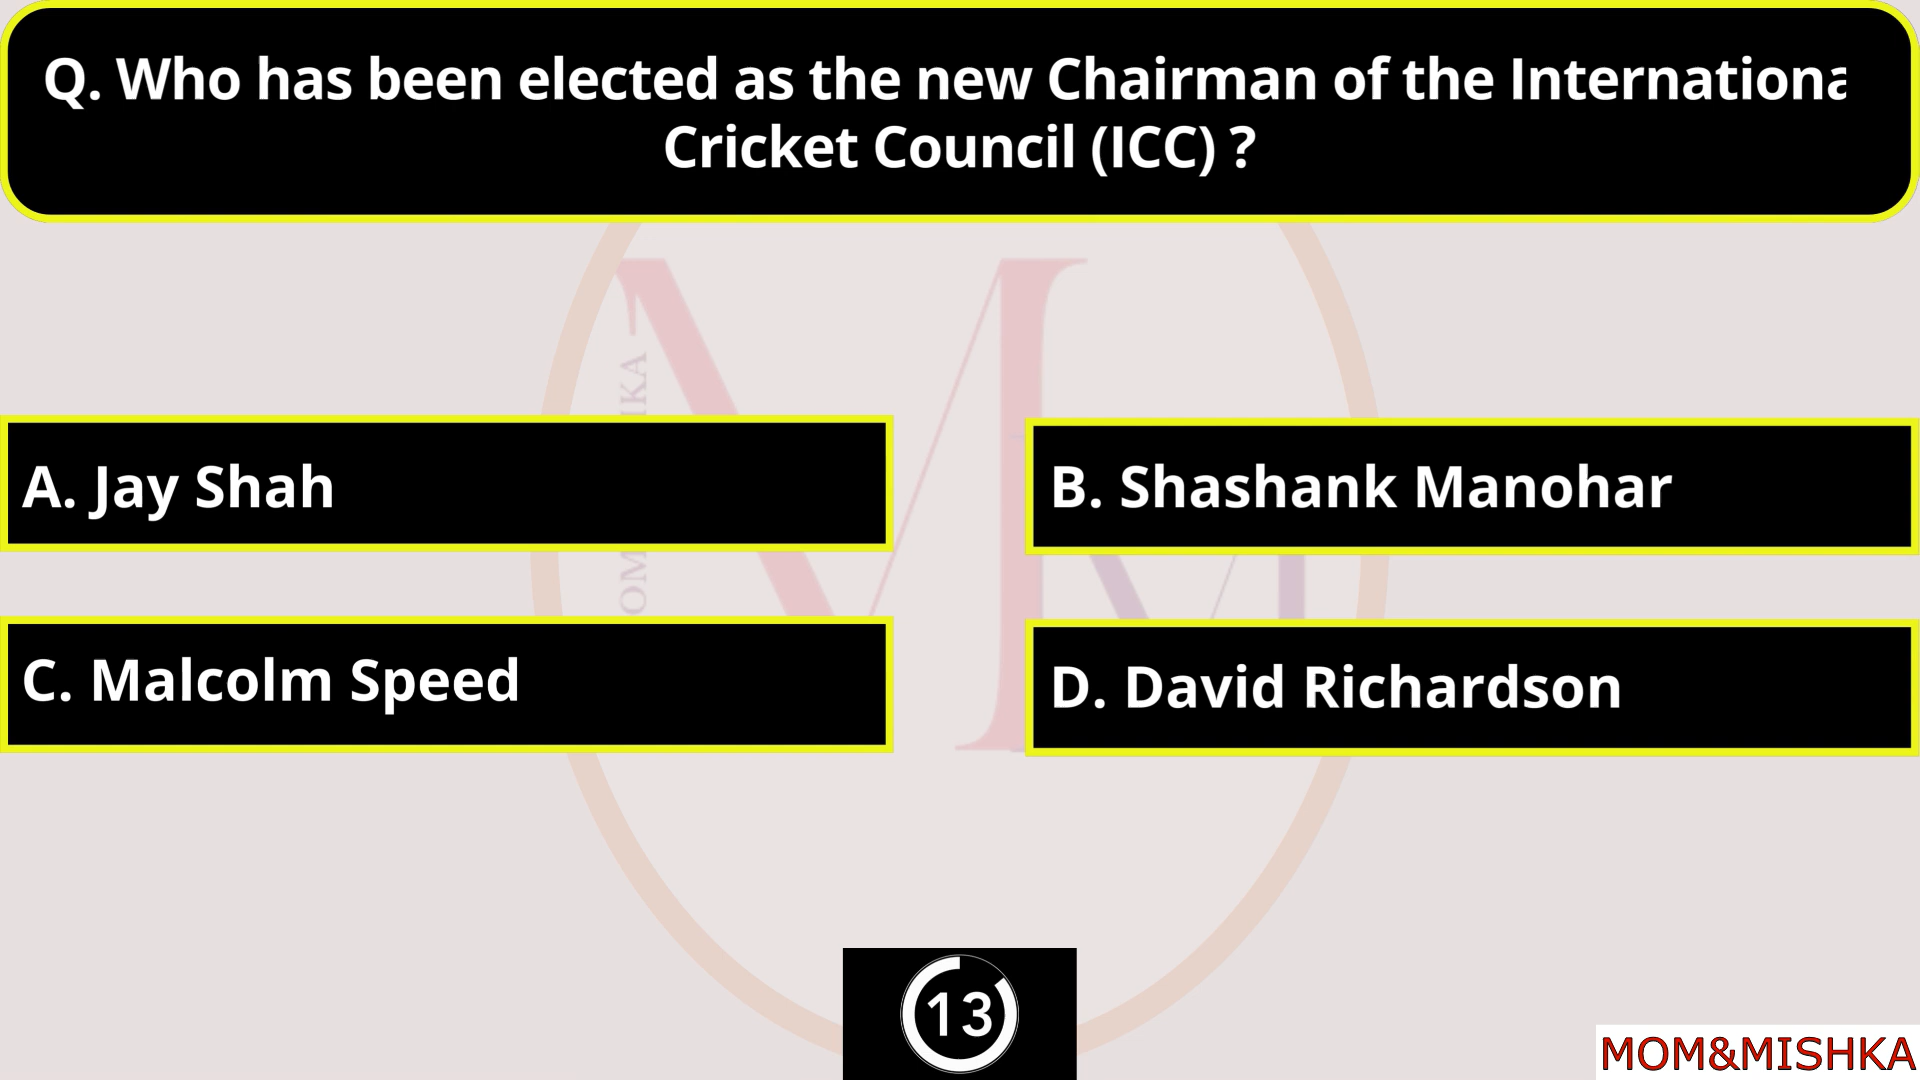 Q. Who has been elected as the new Chairman of the Internationa
Cricket Council (ICC) ?
A. Jay Shah
B. Shashank Manohar
C. Malcolm Speed
D. David Richardson
13
MOM&MISHKA